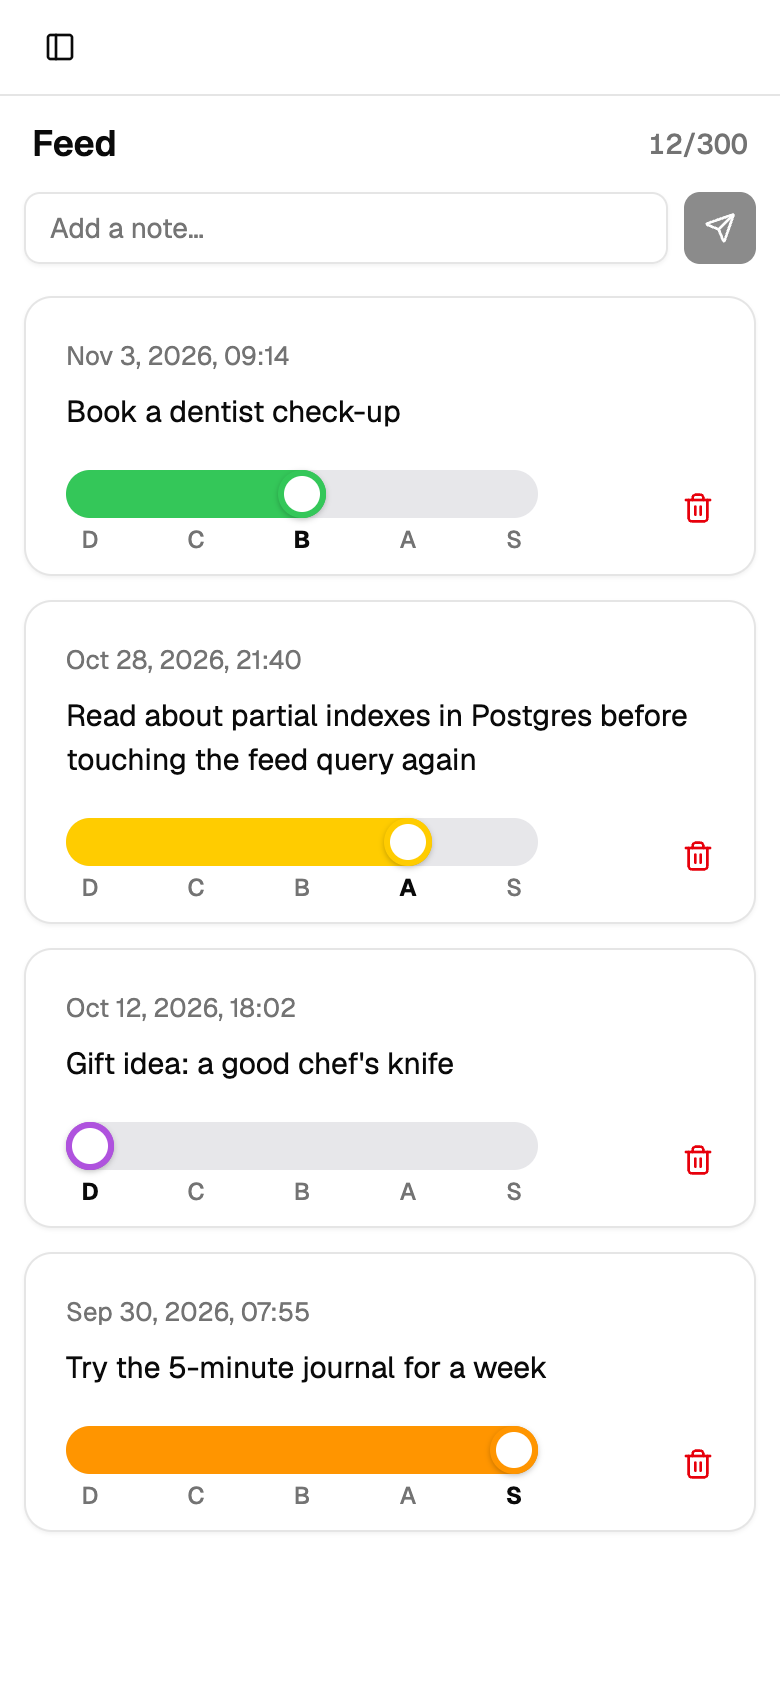 Feed
12/300
Add a note...
Nov 3, 2026, 09:14
Book a dentist check-up
D C B A S
Oct 28, 2026, 21:40
Read about partial indexes in Postgres before
touching the feed query again
D C B A S
Oct 12, 2026, 18:02
Gift idea: a good chef's knife
D C B A S
Sep 30, 2026, 07:55
Try the 5-minute journal for a week
D C B A S